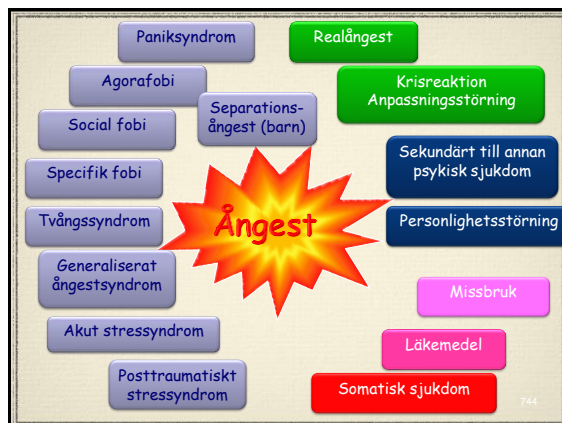 Paniksyndrom
Realångest
Agorafobi
Krisreaktion
Anpassningsstörning
Separations-
ångest (barn)
Social fobi
Sekundärt till annan
psykisk sjukdom
Specifik fobi
Tvångssyndrom
Ångest
Personlighetsstörning
Generaliserat
ångestsyndrom
Missbruk
Akut stressyndrom
Läkemedel
Posttraumatiskt
stressyndrom
Somatisk sjukdom
744